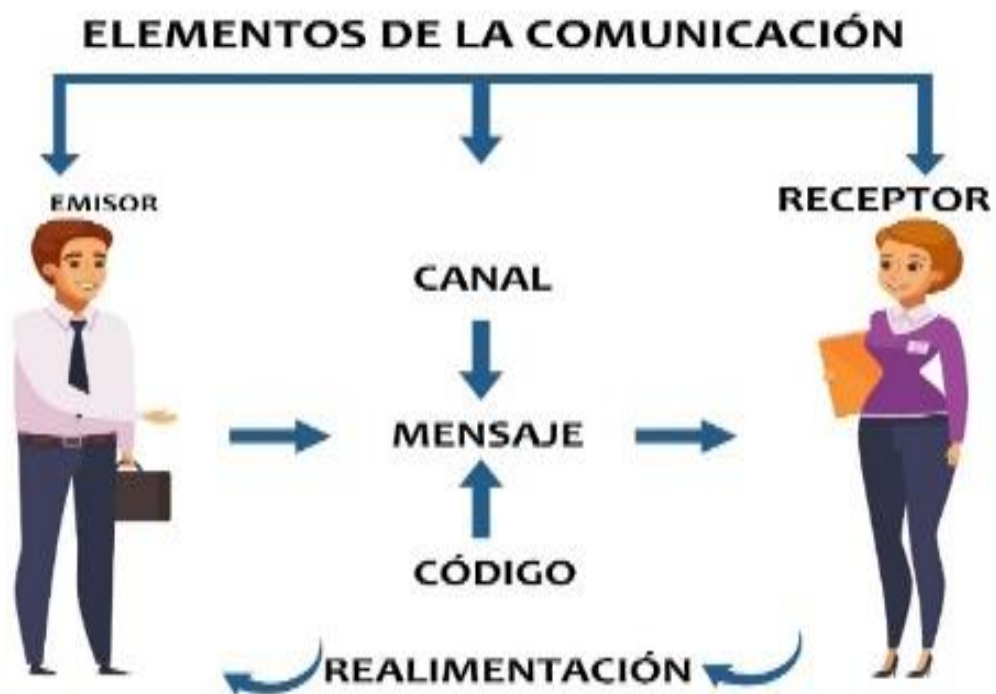 ELEMENTOS DE LA COMUNICACIÓN
EMISOR
RECEPTOR
CANAL
MENSAJE
CÓDIGO
REALIMENTACIÓN